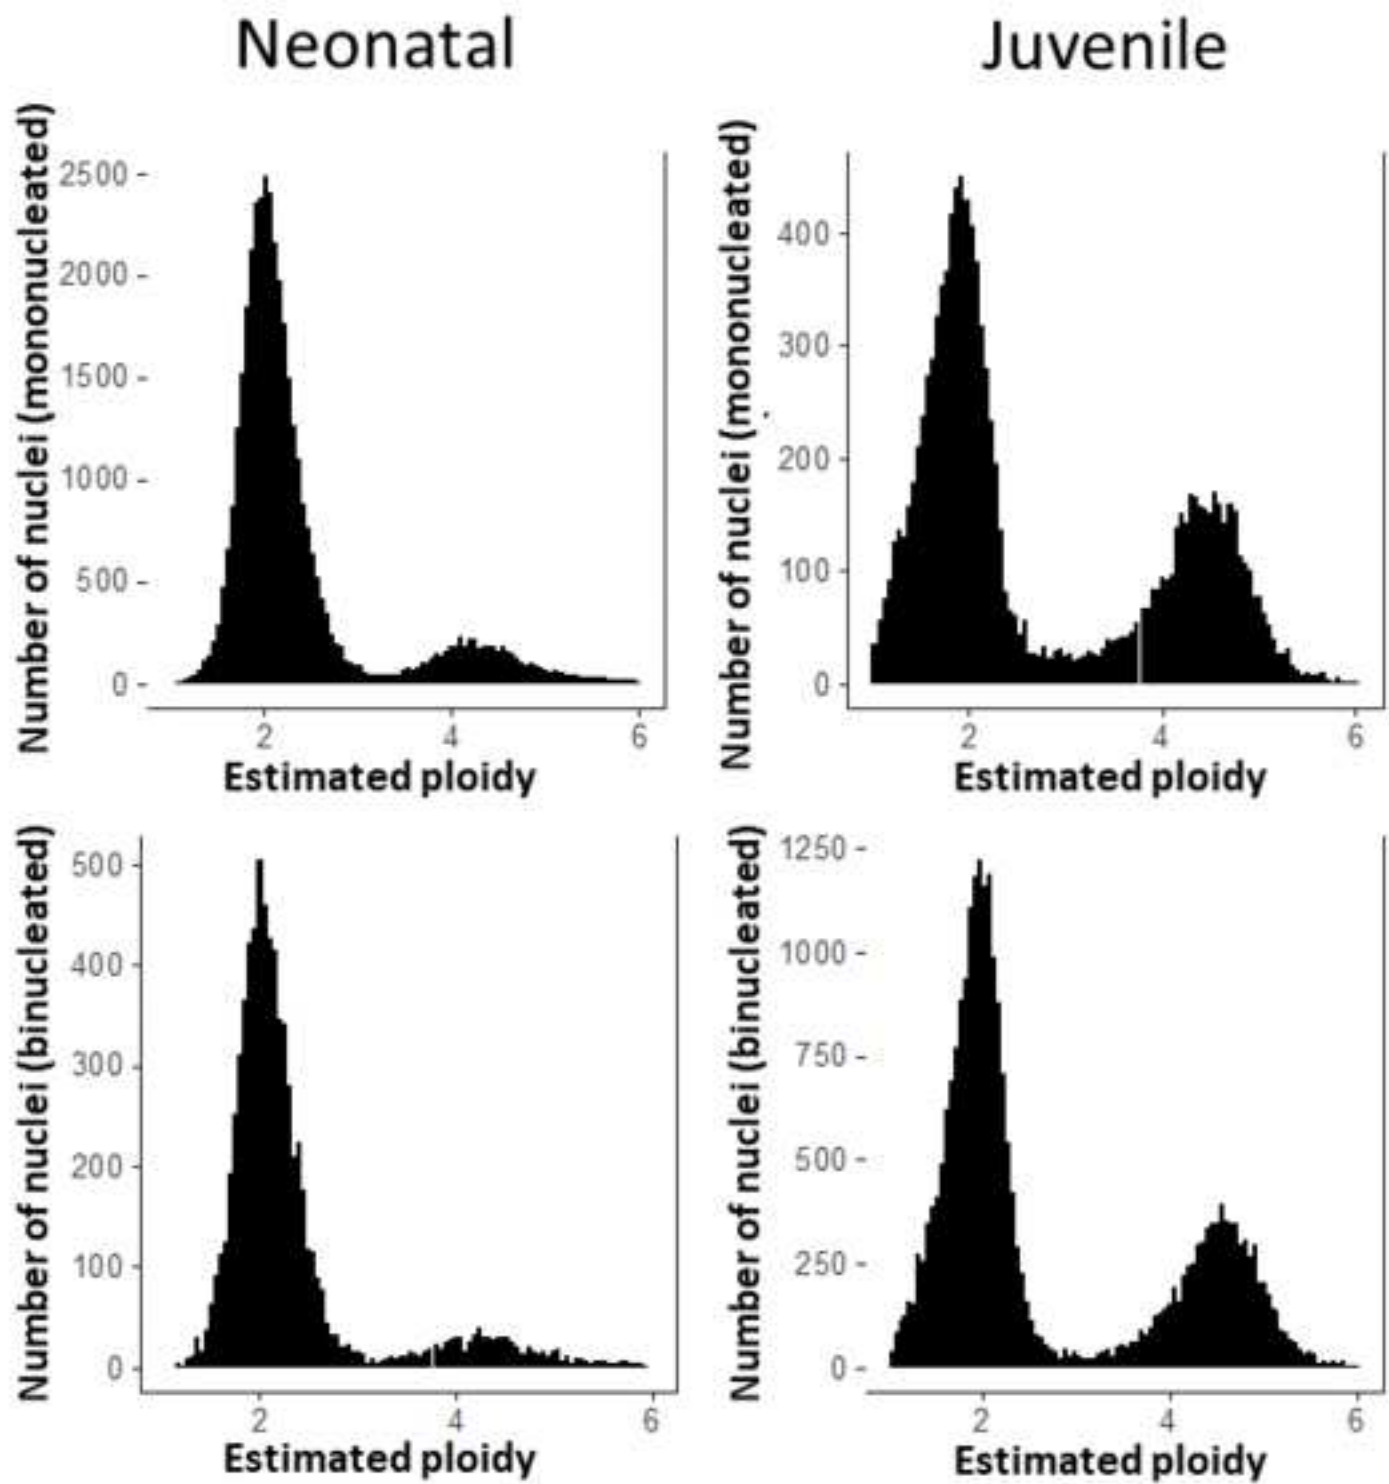 Neonatal
Juvenile
Number of nuclei (mononucleated)
2500
2000
1500
1000
500
0
2 4 6
Estimated ploidy
Number of nuclei (mononucleated)
400
300
200
100
0
2 4 6
Estimated ploidy
Number of nuclei (binucleated)
500
400
300
200
100
0
2 4 6
Estimated ploidy
Number of nuclei (binucleated)
1250
1000
750
500
250
0
2 4 6
Estimated ploidy